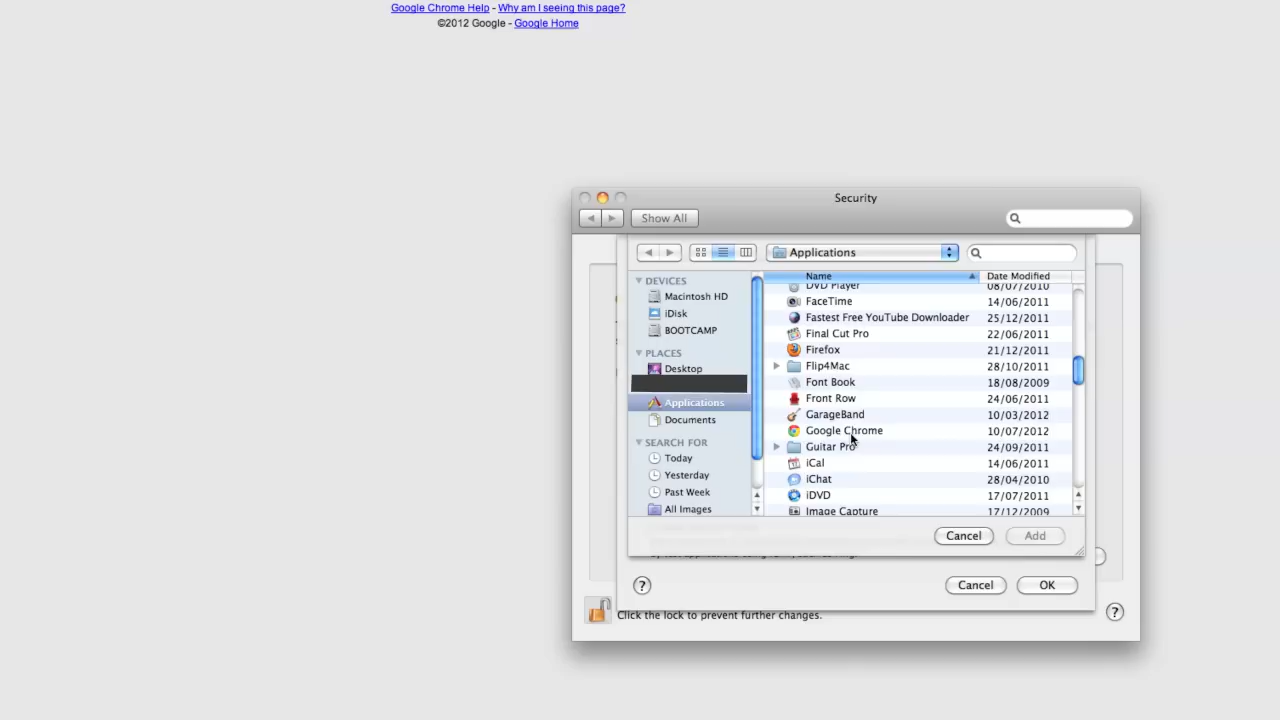 Google Chrome Help - Why am I seeing this page?
©2012 Google - Google Home
Security
Show All
Applications
DEVICES
Macintosh HD
iDisk
BOOTCAMP
PLACES
Desktop
Applications
Documents
SEARCH FOR
Today
Yesterday
Past Week
All Images
Name Date Modified
DVD Player 08/07/2010
FaceTime 14/06/2011
Fastest Free YouTube Downloader 25/12/2011
Final Cut Pro 22/06/2011
Firefox 21/12/2011
Flip4Mac 28/10/2011
Font Book 18/08/2009
Front Row 24/06/2011
GarageBand 10/03/2012
Google Chrome 10/07/2012
Guitar Pro 24/09/2011
iCal 14/06/2011
iChat 28/04/2010
iDVD 17/07/2011
Image Capture 17/12/2009
Cancel Add
? Cancel OK
Click the lock to prevent further changes. ?